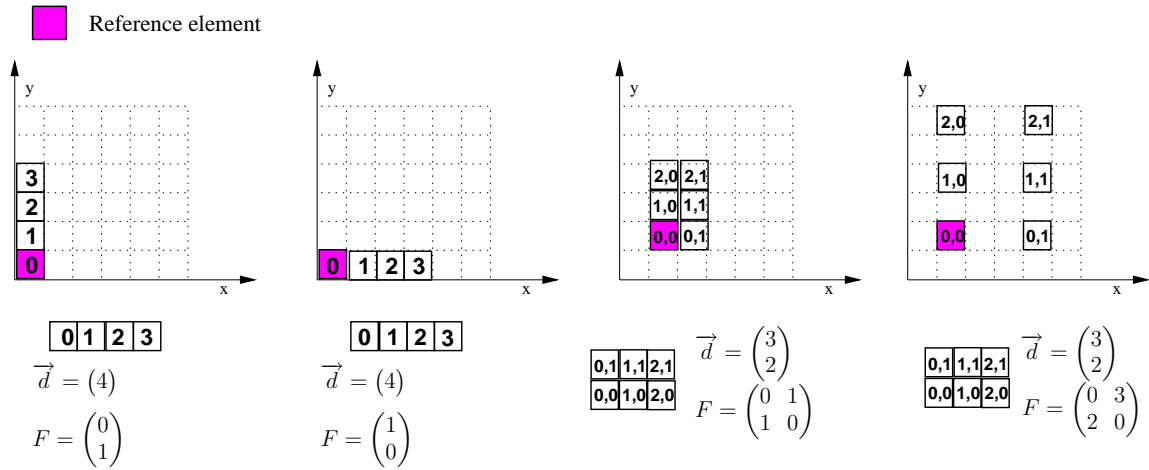 Reference element
y
3
2
1
0
x
0 1 2 3
d = (4)
F = (0 1)
y
0 1 2 3
x
0 1 2 3
d = (4)
F = (1 0)
y
2,0 2,1
1,0 1,1
0,0 0,1
x
0,1 1,1 2,1
0,0 1,0 2,0
d = (3 2)
F = (0 1 1 0)
y
2,0 2,1
1,0 1,1
0,0 0,1
x
0,1 1,1 2,1
0,0 1,0 2,0
d = (3 2)
F = (0 3 2 0)